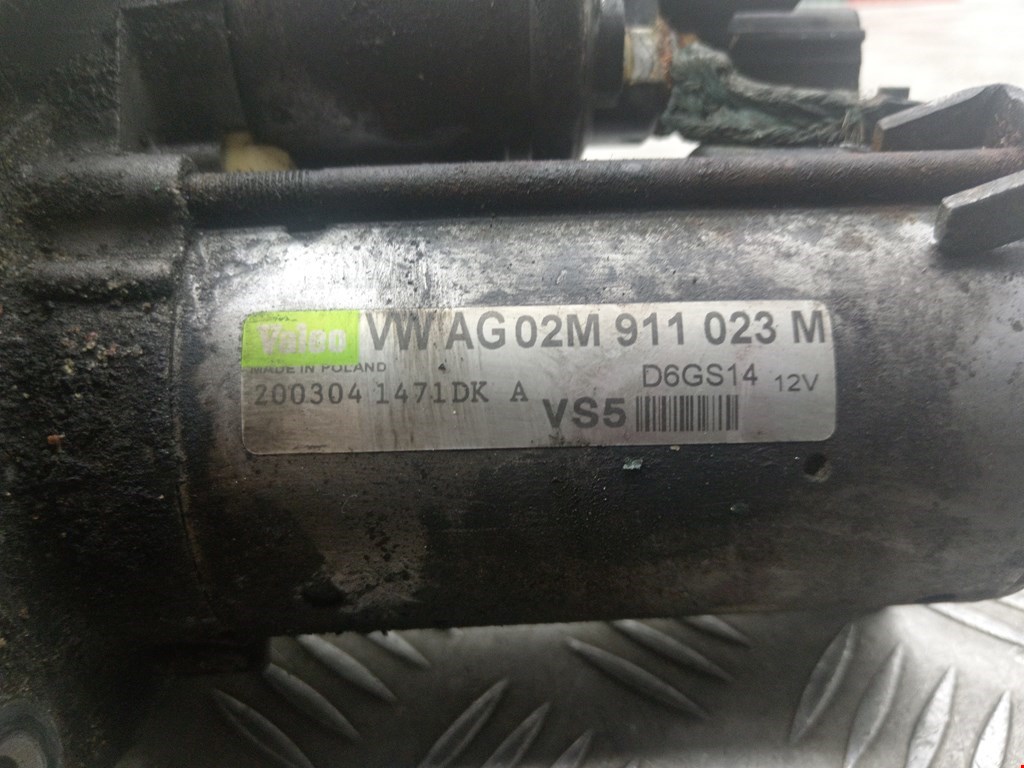 Valeo VW AG 02M 911 023 M
MADE IN POLAND
D6GS14 12V
200304 1471DK A
VS5